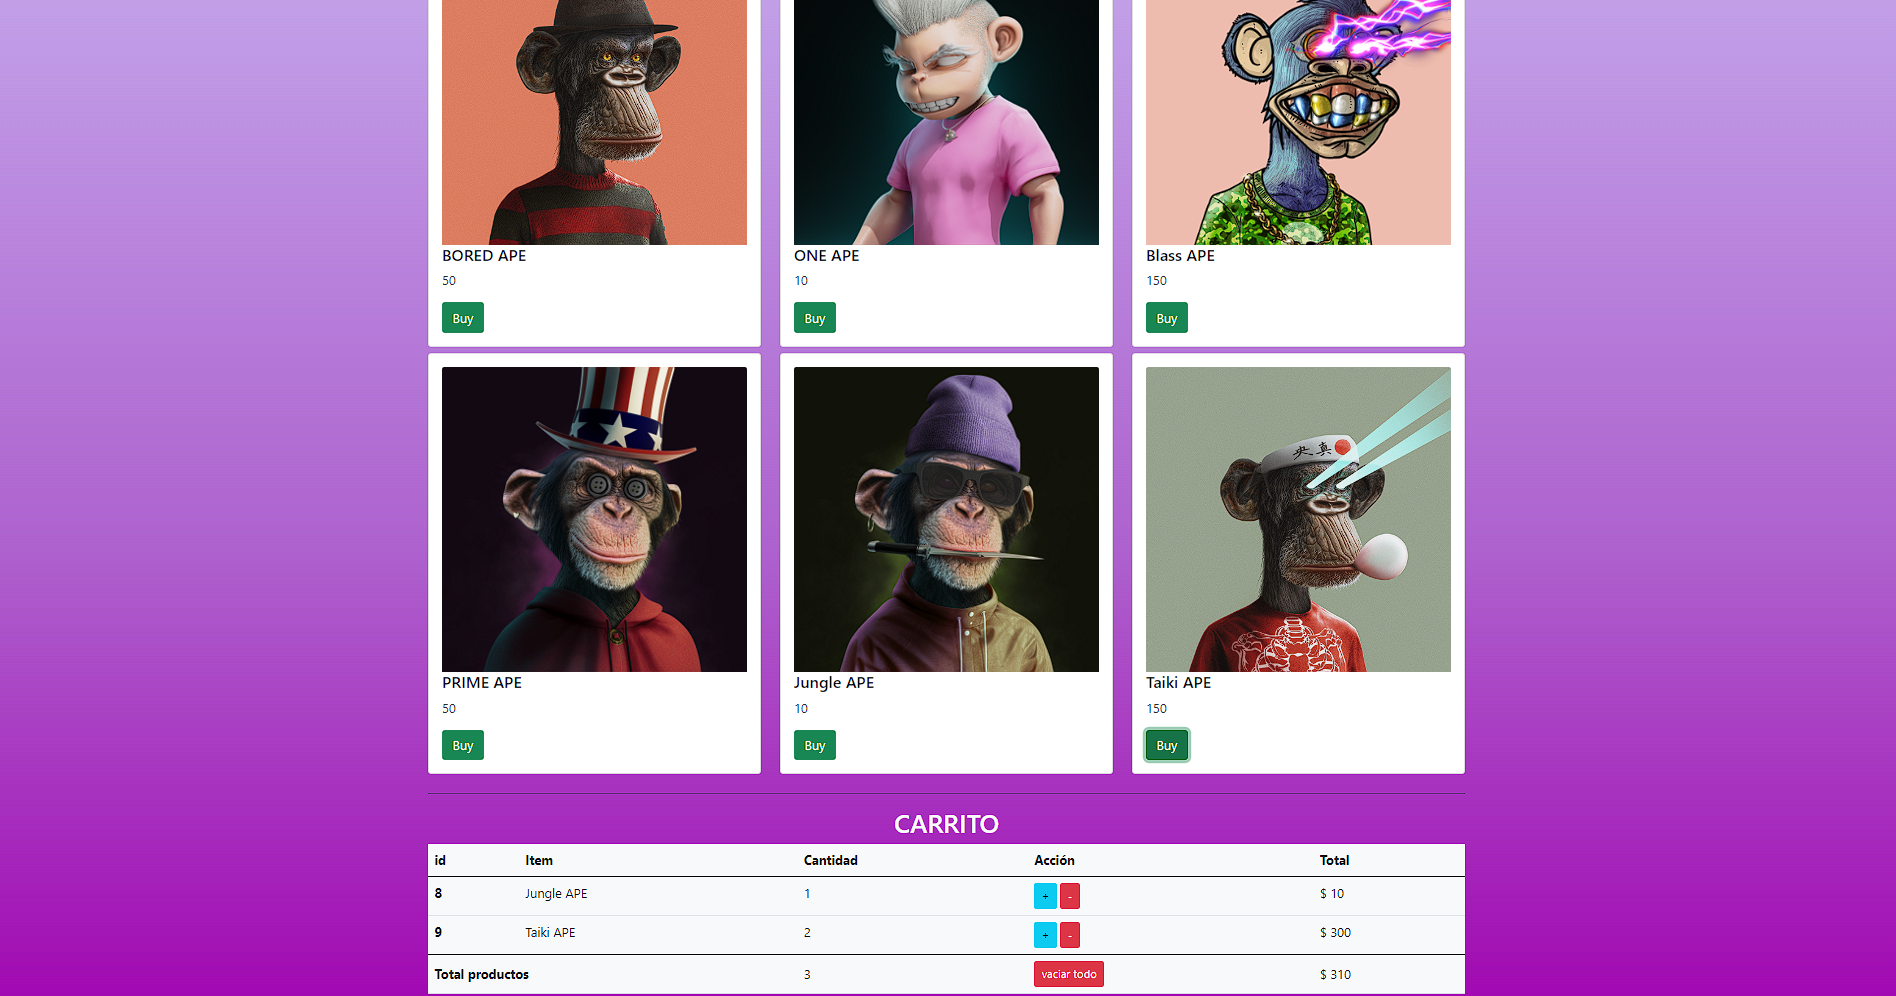 BORED APE ONE APE Blass APE
50 10 150
Buy Buy Buy
央真
PRIME APE Jungle APE Taiki APE
50 10 150
Buy Buy Buy
CARRITO
id Item Cantidad Acción Total
8 Jungle APE 1 + - $ 10
9 Taiki APE 2 + - $ 300
Total productos 3 vaciar todo $ 310